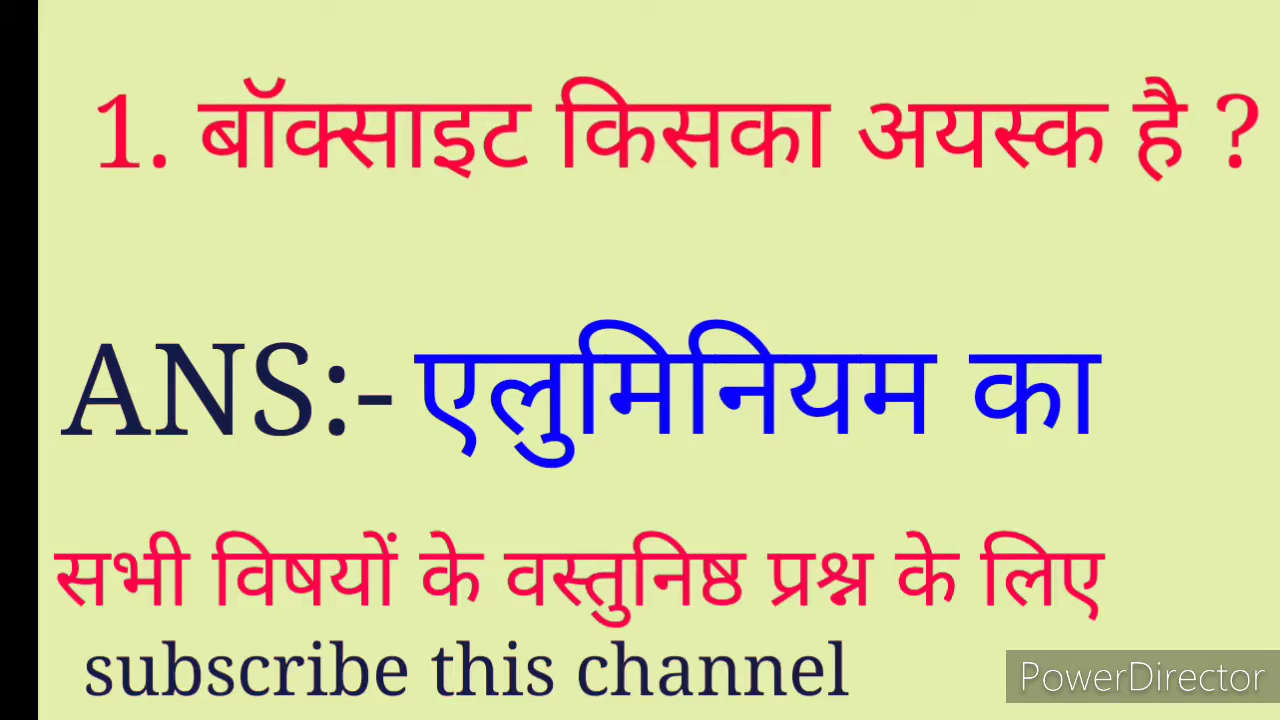 1. बॉक्साइट किसका अयस्क है ?
ANS:- एलुमिनियम का
सभी विषयों के वस्तुनिष्ठ प्रश्न के लिए
subscribe this channel
PowerDirector